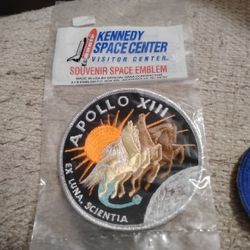 KENNEDY
SPACE CENTER
VISITOR CENTER
SOUVENIR SPACE EMBLEM
APOLLO XIII
EX LUNA, SCIENTIA